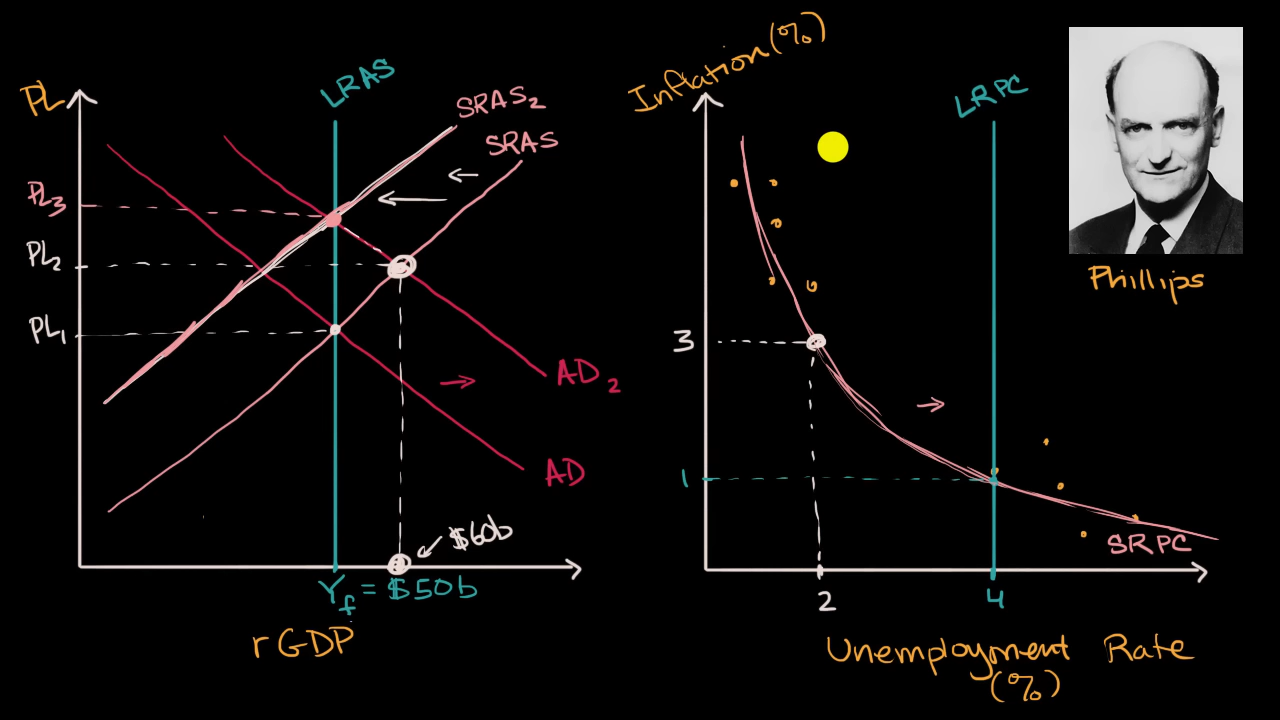 PL
LRAS
SRAS₂
SRAS
PL₃
PL₂
PL₁
AD₂
AD
$60b
Y_f = $50b
rGDP
Inflation (%)
LRPC
Phillips
3
1
SRPC
2
4
Unemployment Rate
(%)